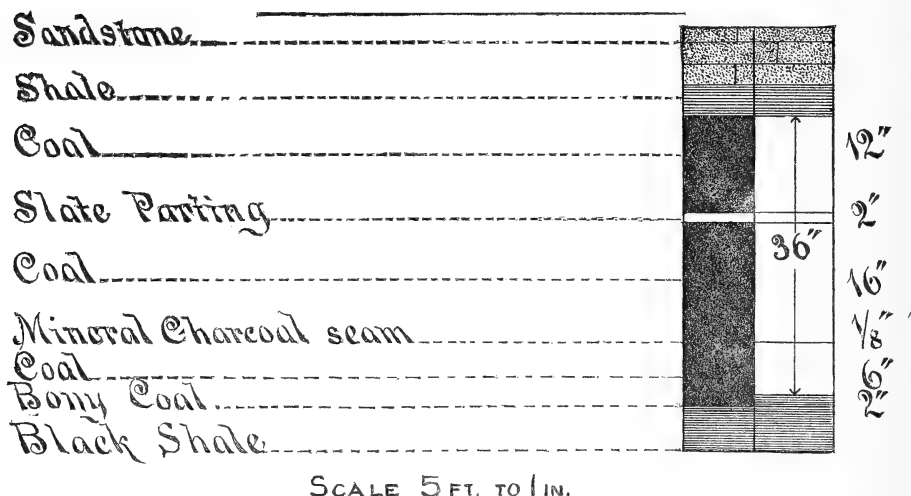 Sandstone
Shale
Coal 12"
Slate Parting 2"
36"
Coal 16"
Mineral Charcoal seam 1/8"
Coal 6"
Bony Coal 2"
Black Shale
SCALE 5 FT. TO 1 IN.